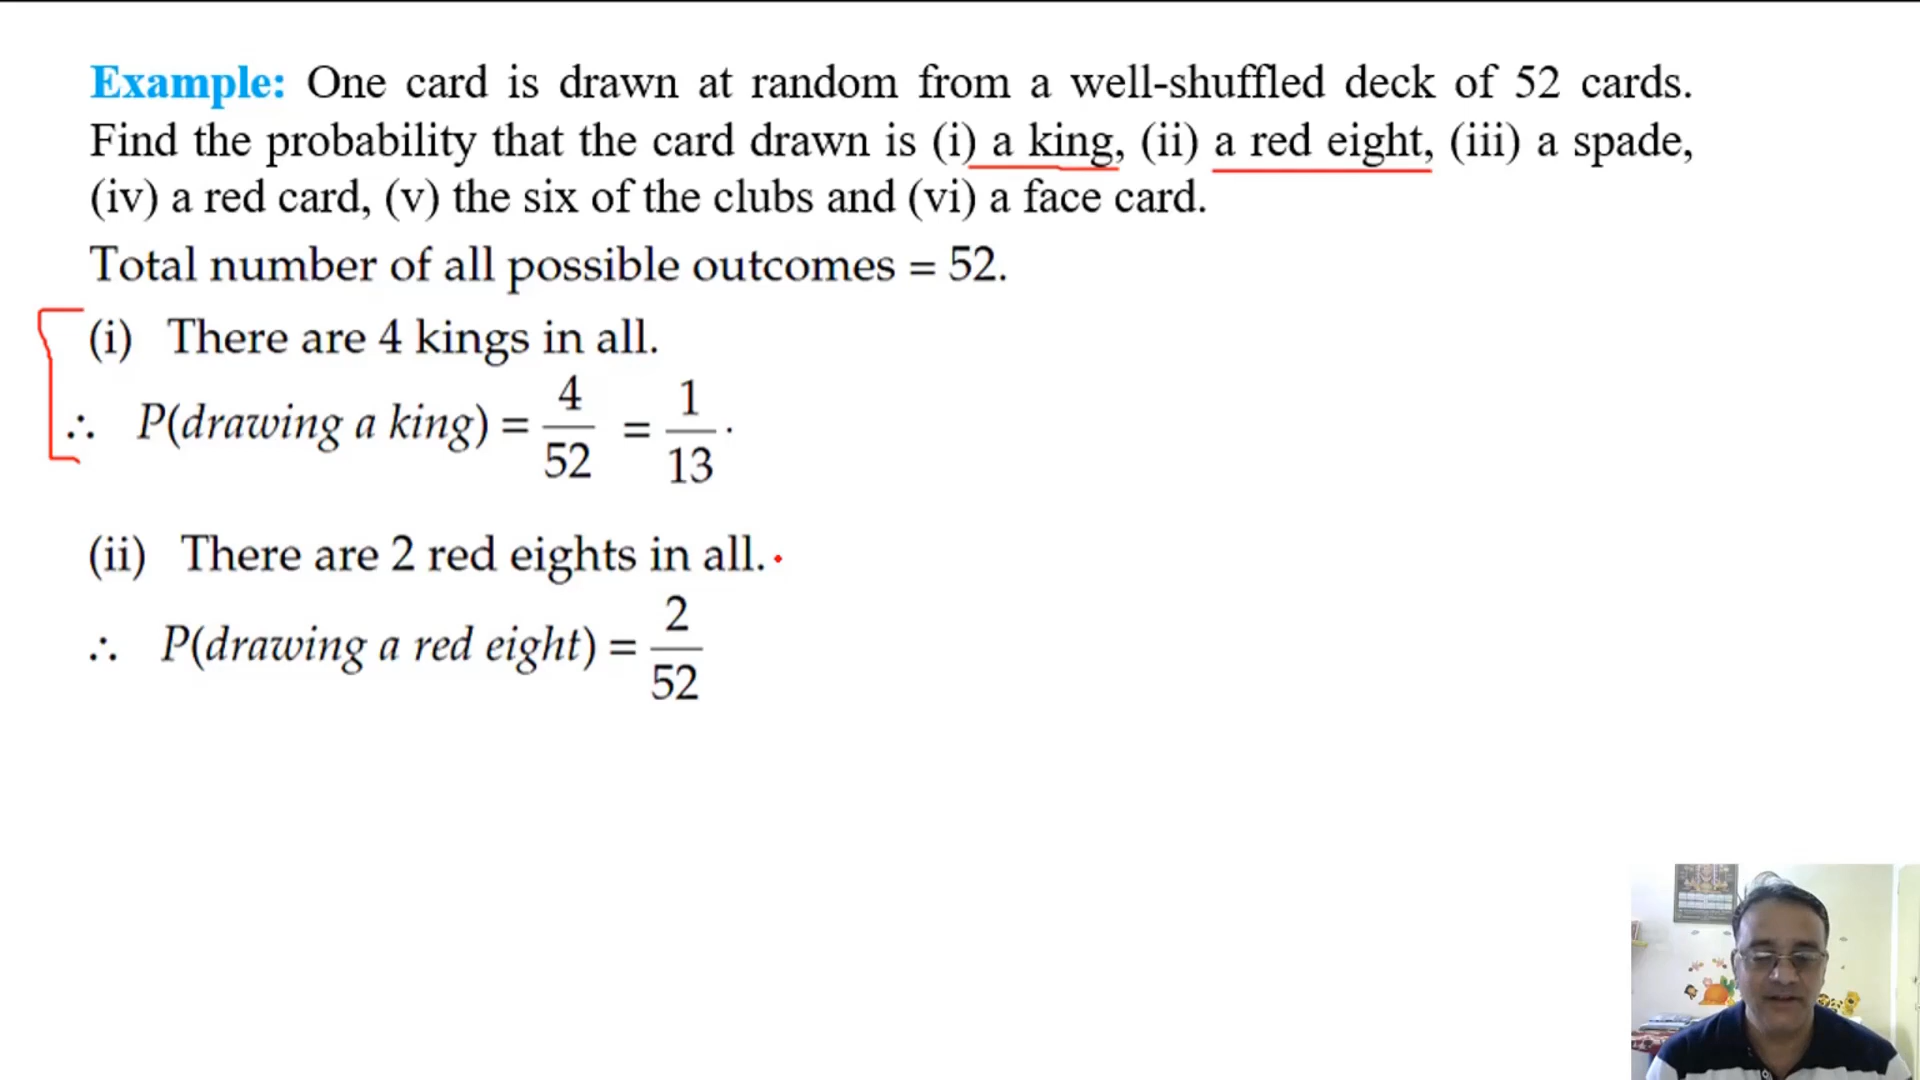 Example: One card is drawn at random from a well-shuffled deck of 52 cards.
Find the probability that the card drawn is (i) a king, (ii) a red eight, (iii) a spade,
(iv) a red card, (v) the six of the clubs and (vi) a face card.
Total number of all possible outcomes = 52.
(i) There are 4 kings in all.
∴ P(drawing a king) = 4/52 = 1/13.
(ii) There are 2 red eights in all.
∴ P(drawing a red eight) = 2/52